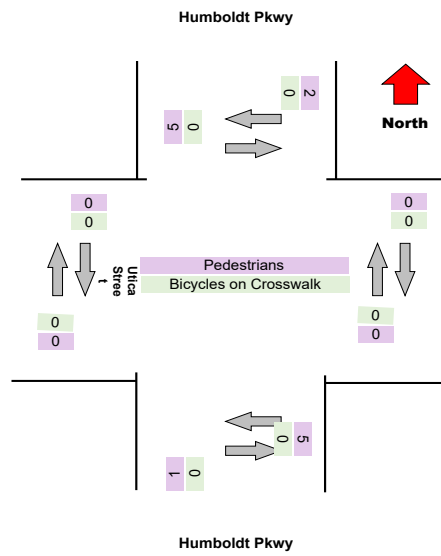 Humboldt Pkwy
0 2
5 0
North
0
0
0
0
Utica
Stree
t
Pedestrians
Bicycles on Crosswalk
0
0
0
0
0 5
1 0
Humboldt Pkwy